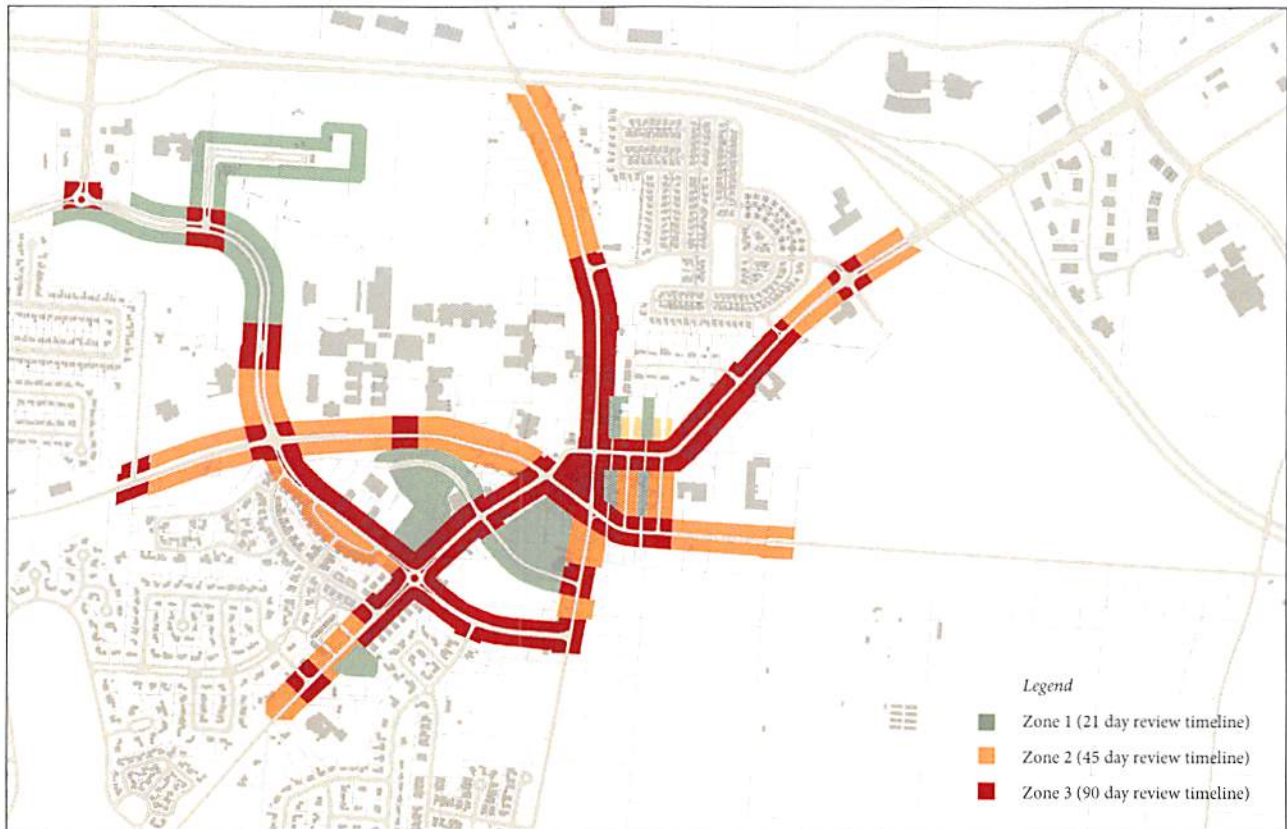 Legend
Zone 1 (21 day review timeline)
Zone 2 (45 day review timeline)
Zone 3 (90 day review timeline)